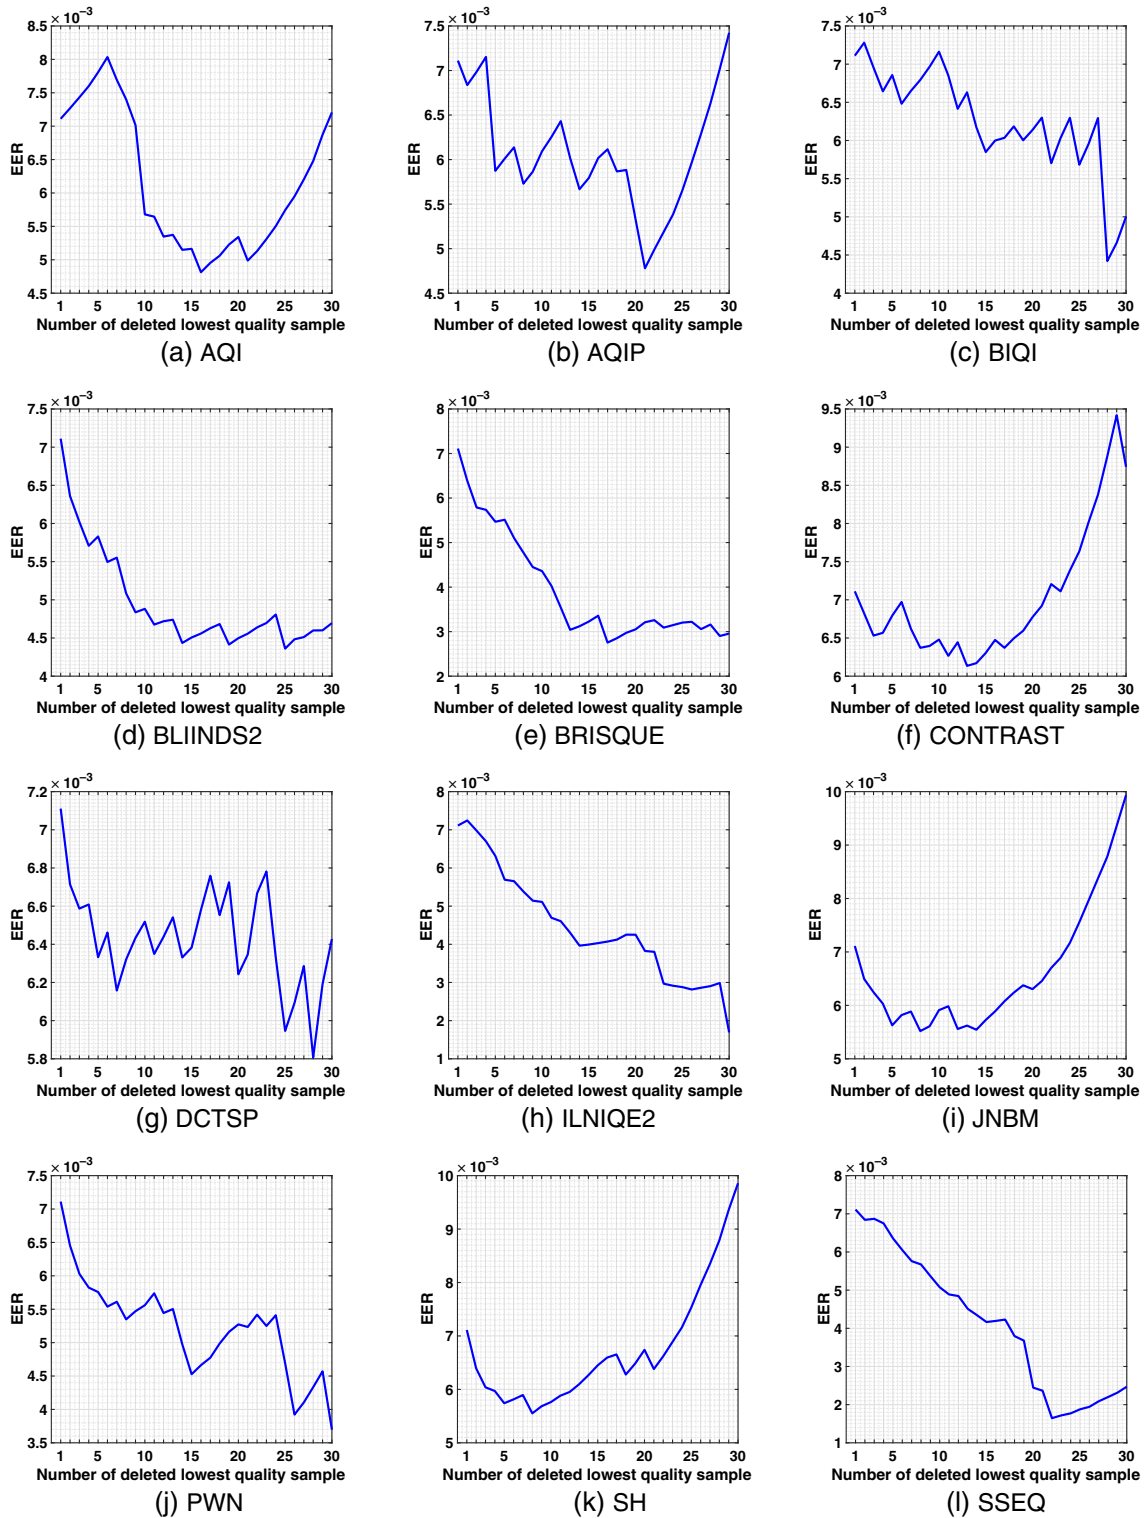 × 10⁻³
8.5
8
7.5
7
6.5
6
5.5
5
4.5
EER
1 5 10 15 20 25 30
Number of deleted lowest quality sample
(a) AQI
× 10⁻³
7.5
7
6.5
6
5.5
5
4.5
EER
1 5 10 15 20 25 30
Number of deleted lowest quality sample
(b) AQIP
× 10⁻³
7.5
7
6.5
6
5.5
5
4.5
4
EER
1 5 10 15 20 25 30
Number of deleted lowest quality sample
(c) BIQI
× 10⁻³
7.5
7
6.5
6
5.5
5
4.5
4
EER
1 5 10 15 20 25 30
Number of deleted lowest quality sample
(d) BLIINDS2
× 10⁻³
8
7
6
5
4
3
2
EER
1 5 10 15 20 25 30
Number of deleted lowest quality sample
(e) BRISQUE
× 10⁻³
9.5
9
8.5
8
7.5
7
6.5
6
EER
1 5 10 15 20 25 30
Number of deleted lowest quality sample
(f) CONTRAST
× 10⁻³
7.2
7
6.8
6.6
6.4
6.2
6
5.8
EER
1 5 10 15 20 25 30
Number of deleted lowest quality sample
(g) DCTSP
× 10⁻³
8
7
6
5
4
3
2
1
EER
1 5 10 15 20 25 30
Number of deleted lowest quality sample
(h) ILNIQE2
× 10⁻³
10
9
8
7
6
5
EER
1 5 10 15 20 25 30
Number of deleted lowest quality sample
(i) JNBM
× 10⁻³
7.5
7
6.5
6
5.5
5
4.5
4
3.5
EER
1 5 10 15 20 25 30
Number of deleted lowest quality sample
(j) PWN
× 10⁻³
10
9
8
7
6
5
EER
1 5 10 15 20 25 30
Number of deleted lowest quality sample
(k) SH
× 10⁻³
8
7
6
5
4
3
2
1
EER
1 5 10 15 20 25 30
Number of deleted lowest quality sample
(l) SSEQ